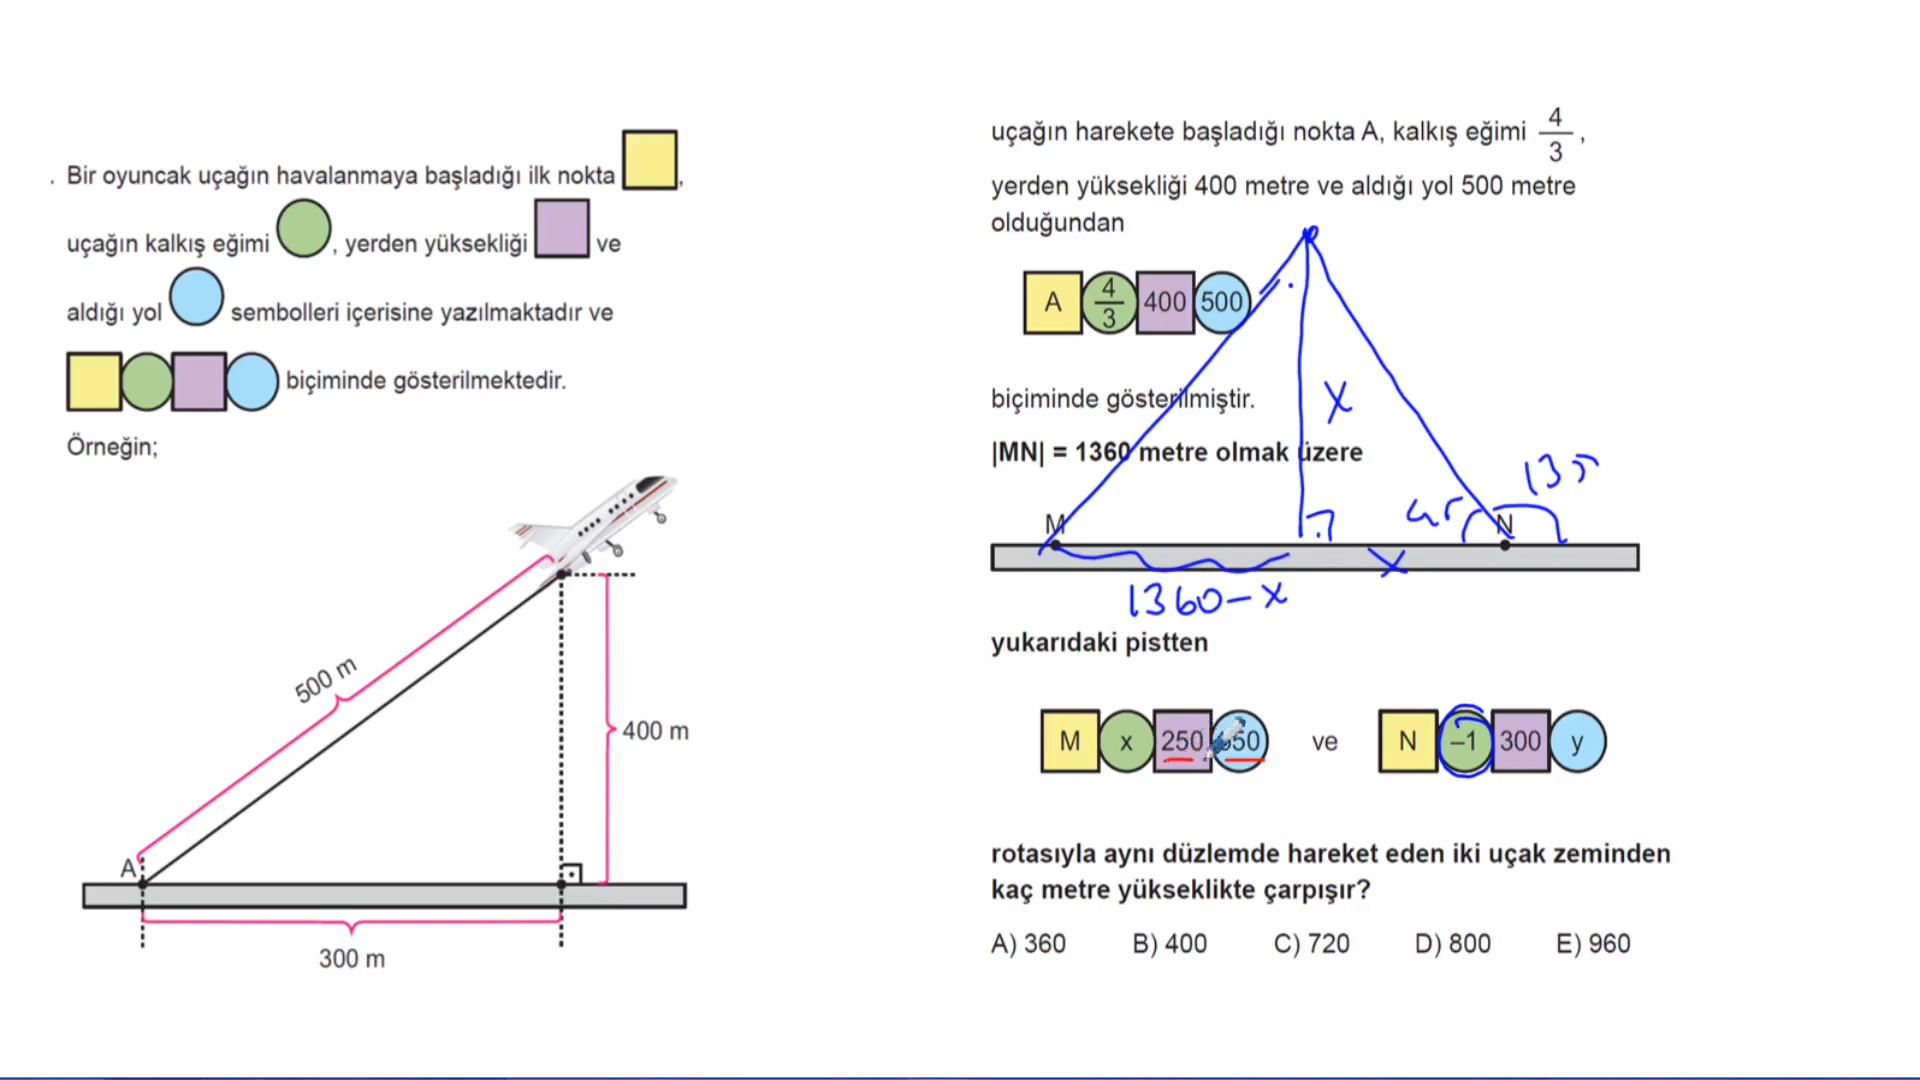 . Bir oyuncak uçağın havalanmaya başladığı ilk nokta ,
uçağın kalkış eğimi , yerden yüksekliği ve
aldığı yol sembolleri içerisine yazılmaktadır ve
biçiminde gösterilmektedir.
Örneğin;
500 m
400 m
A
300 m
uçağın harekete başladığı nokta A, kalkış eğimi 4/3 ,
yerden yüksekliği 400 metre ve aldığı yol 500 metre
olduğundan
A 4/3 400 500
biçiminde gösterilmiştir.
x
|MN| = 1360 metre olmak üzere
135
45
M N
x
1360-x
yukarıdaki pistten
M x 250 ve N –1 300 y
rotasıyla aynı düzlemde hareket eden iki uçak zeminden
kaç metre yükseklikte çarpışır?
A) 360 B) 400 C) 720 D) 800 E) 960